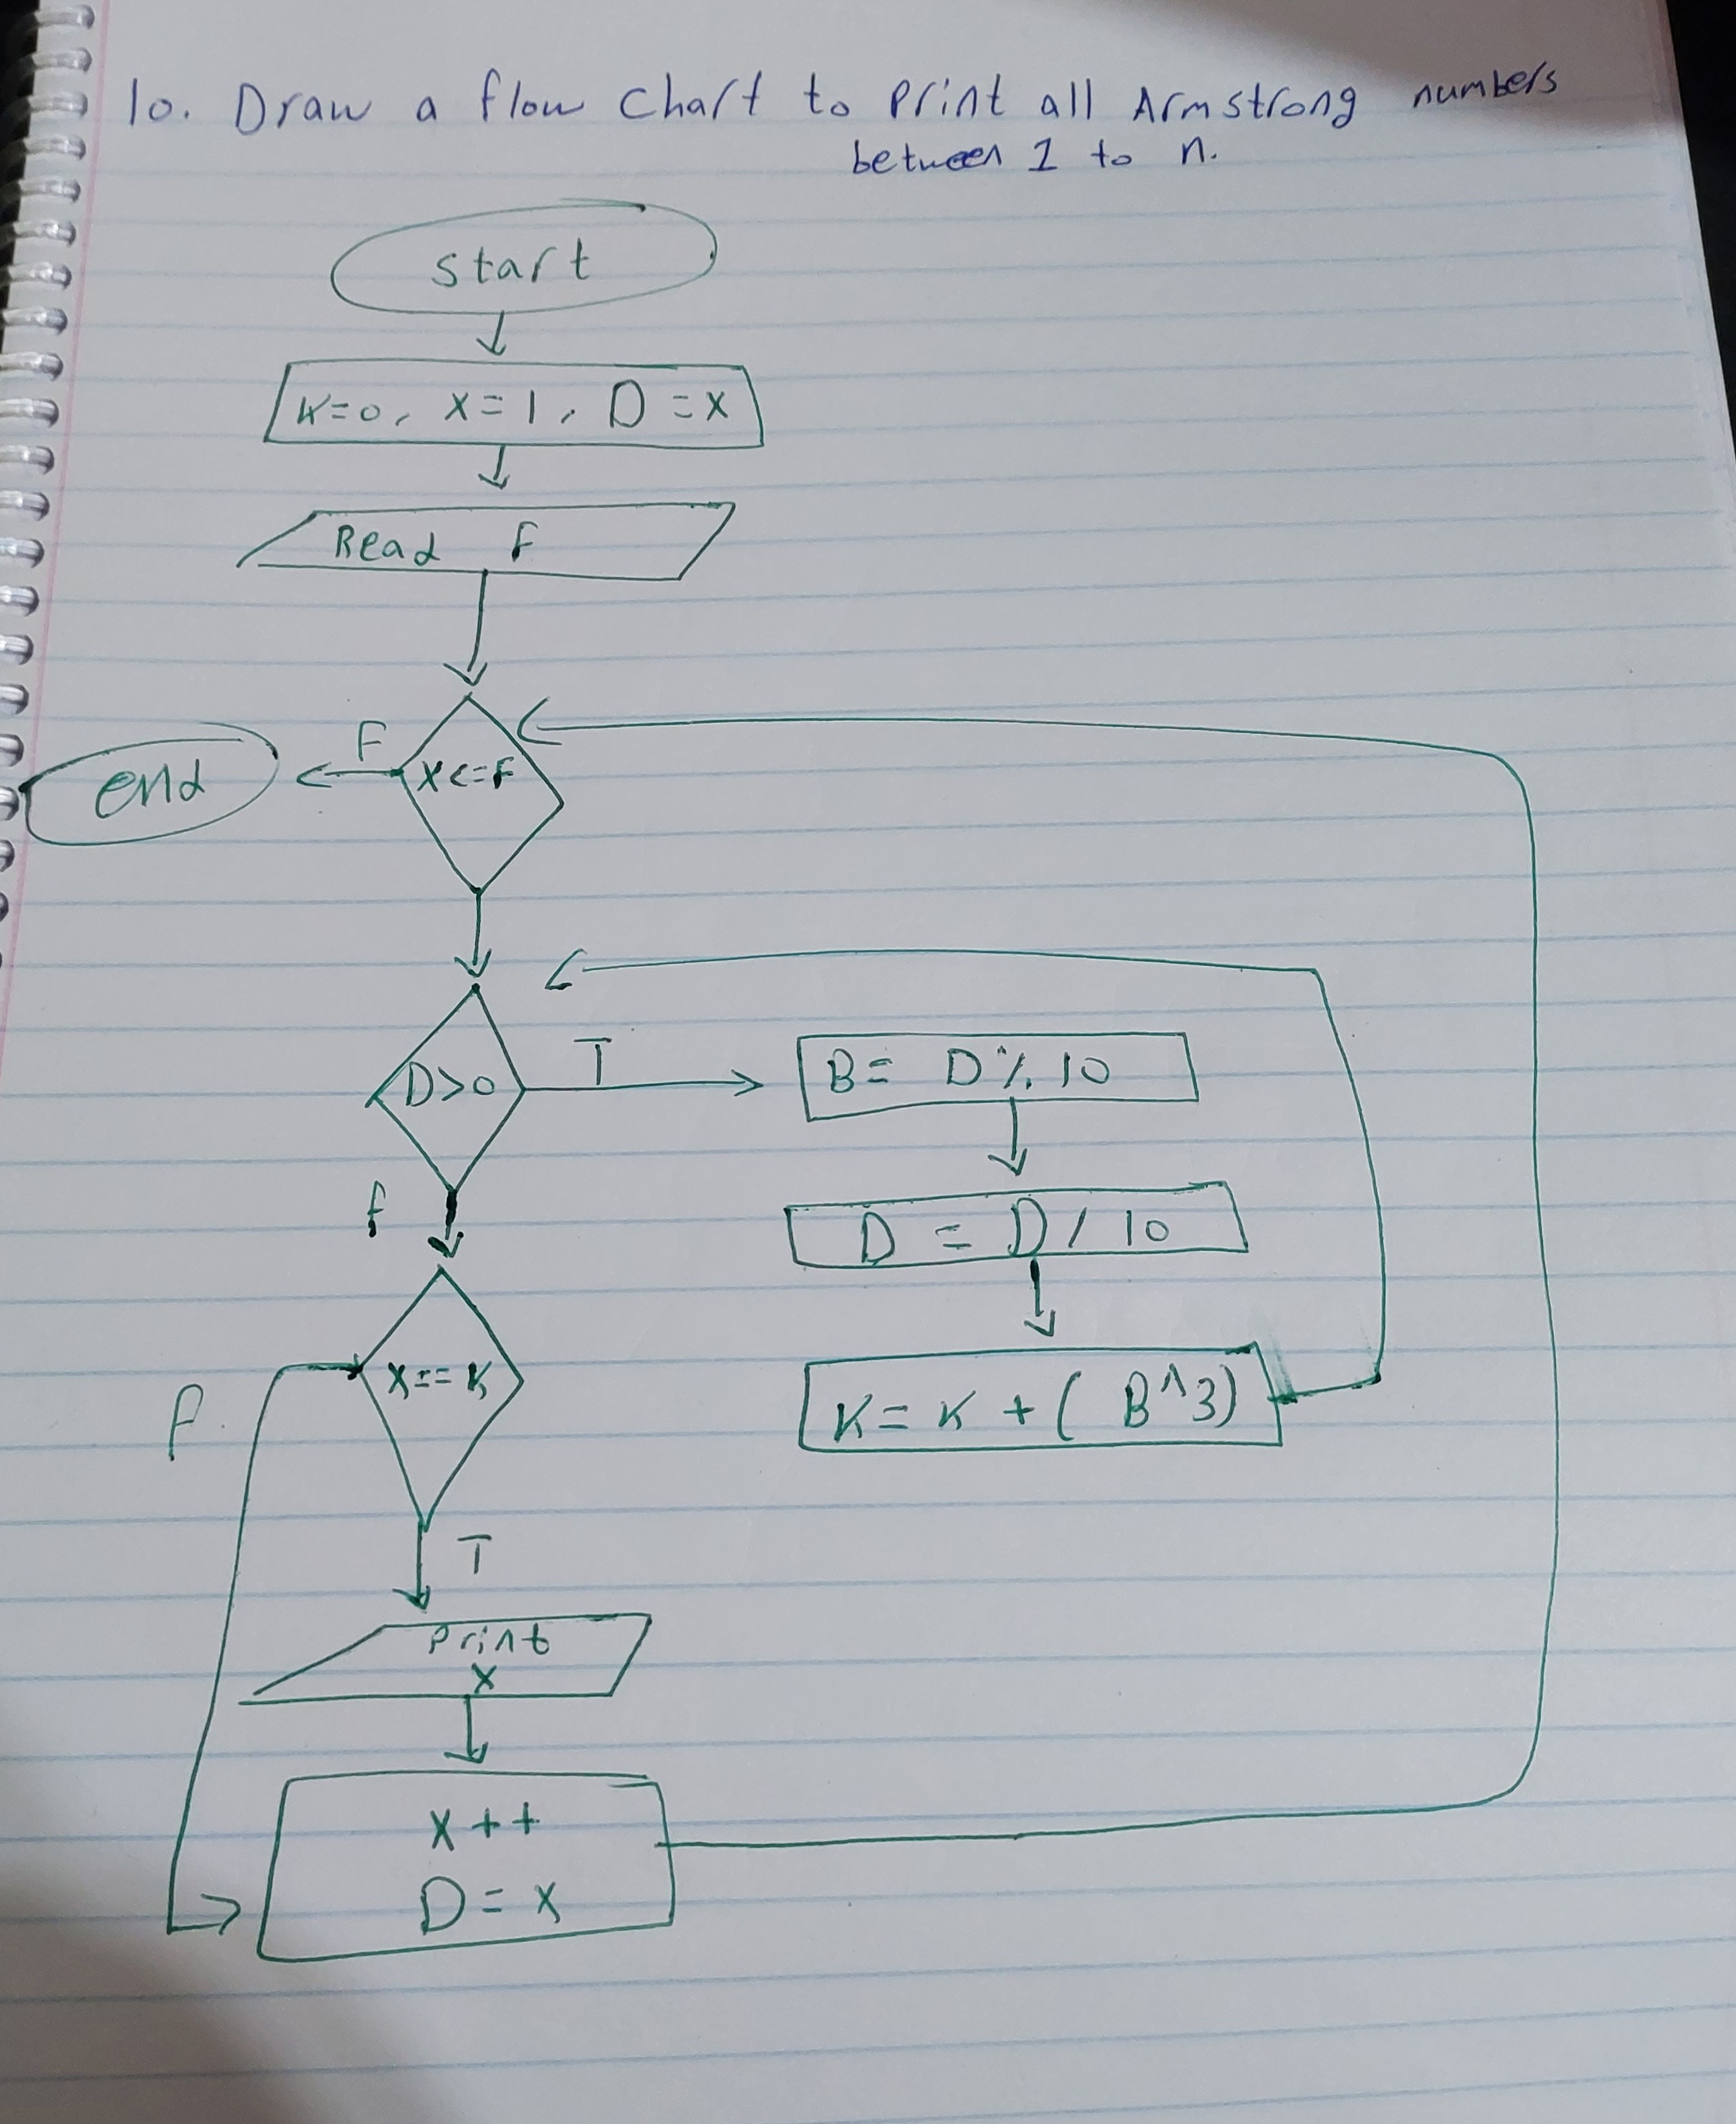 10. Draw a flow chart to print all Armstrong numbers
between 1 to n.
start
K=0, X=1, D=X
Read F
X<=F
F
end
D>0
T
B= D%10
D = D/10
K= K + ( B^3)
f
X==K
F
T
Print
X
X++
D=X